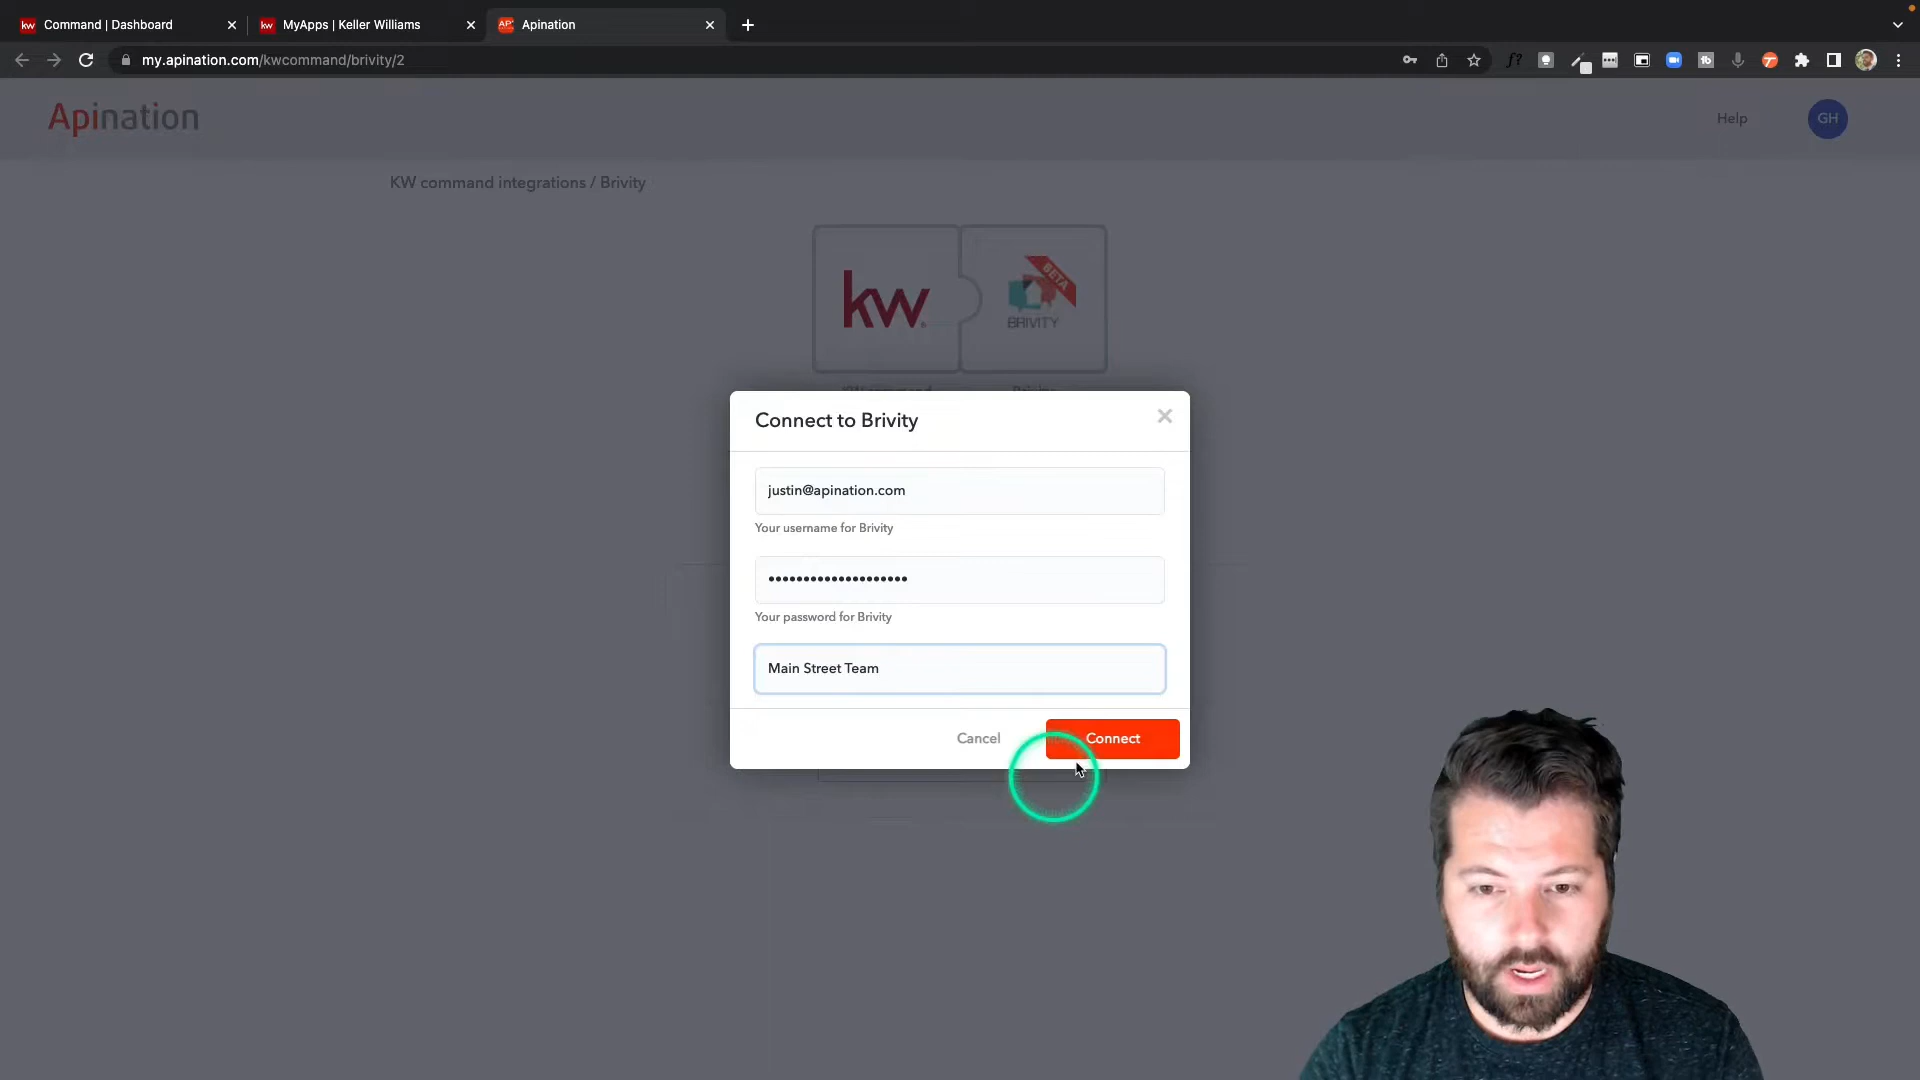 Command | Dashboard
MyApps | Keller Williams
Apination
my.apination.com/kwcommand/brivity/2
Apination
Help
GH
KW command integrations / Brivity
kw
BETA
BRIVITY
Connect to Brivity
justin@apination.com
Your username for Brivity
••••••••••••••••••••
Your password for Brivity
Main Street Team
Cancel
Connect